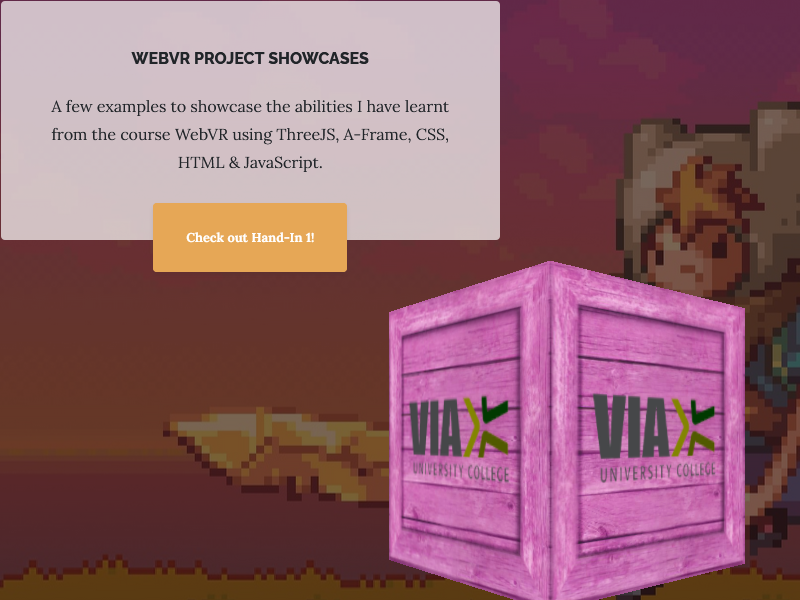 WEBVR PROJECT SHOWCASES
A few examples to showcase the abilities I have learnt
from the course WebVR using ThreeJS, A-Frame, CSS,
HTML & JavaScript.
Check out Hand-In 1!
VIA
UNIVERSITY COLLEGE
VIA
UNIVERSITY COLLEGE